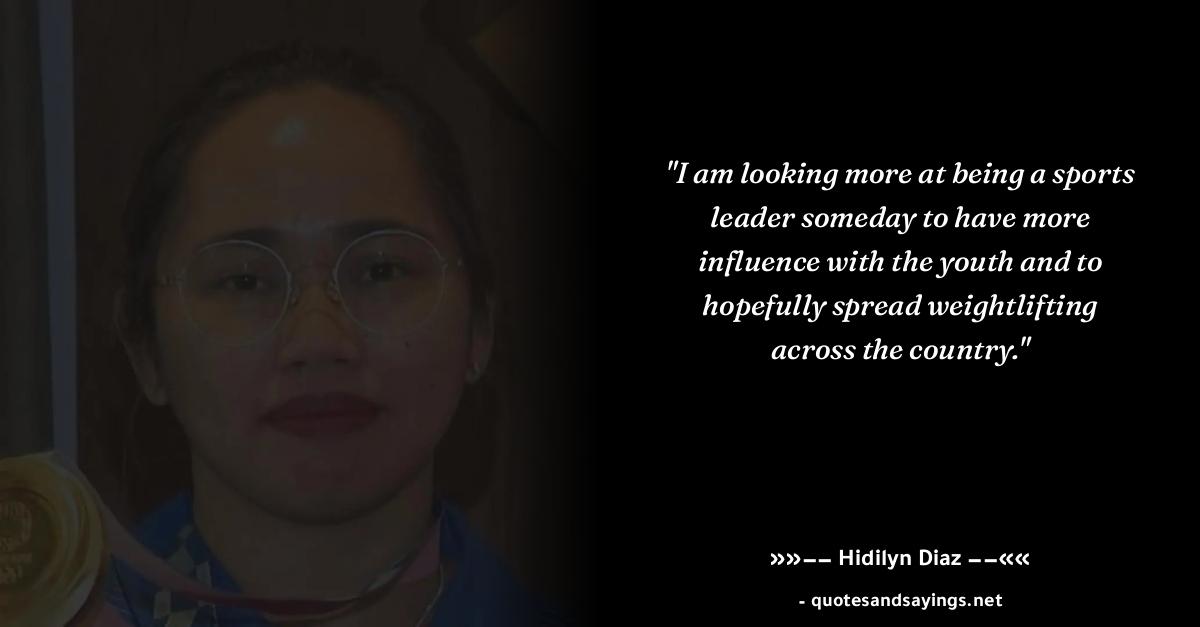 "I am looking more at being a sports
leader someday to have more
influence with the youth and to
hopefully spread weightlifting
across the country."
»»−− Hidilyn Diaz −−««
- quotesandsayings.net